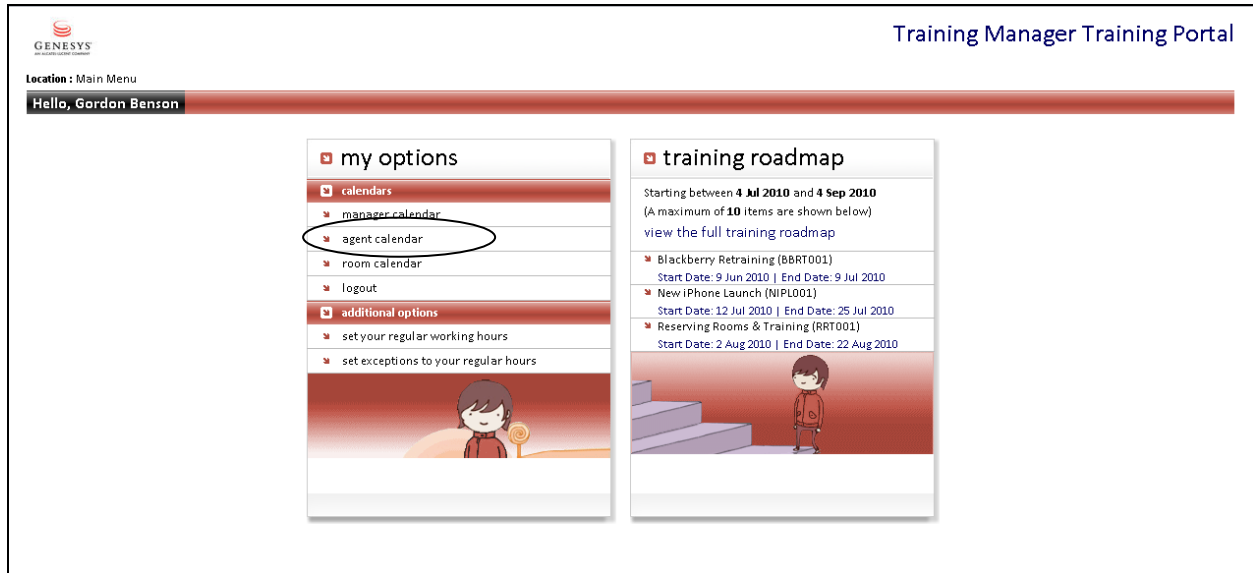 GENESYS
AN ALCATEL-LUCENT COMPANY
Training Manager Training Portal
Location : Main Menu
Hello, Gordon Benson
my options
calendars
manager calendar
agent calendar
room calendar
logout
additional options
set your regular working hours
set exceptions to your regular hours
training roadmap
Starting between 4 Jul 2010 and 4 Sep 2010
(A maximum of 10 items are shown below)
view the full training roadmap
Blackberry Retraining (BBRT001)
Start Date: 9 Jun 2010 | End Date: 9 Jul 2010
New iPhone Launch (NIPL001)
Start Date: 12 Jul 2010 | End Date: 25 Jul 2010
Reserving Rooms & Training (RRT001)
Start Date: 2 Aug 2010 | End Date: 22 Aug 2010